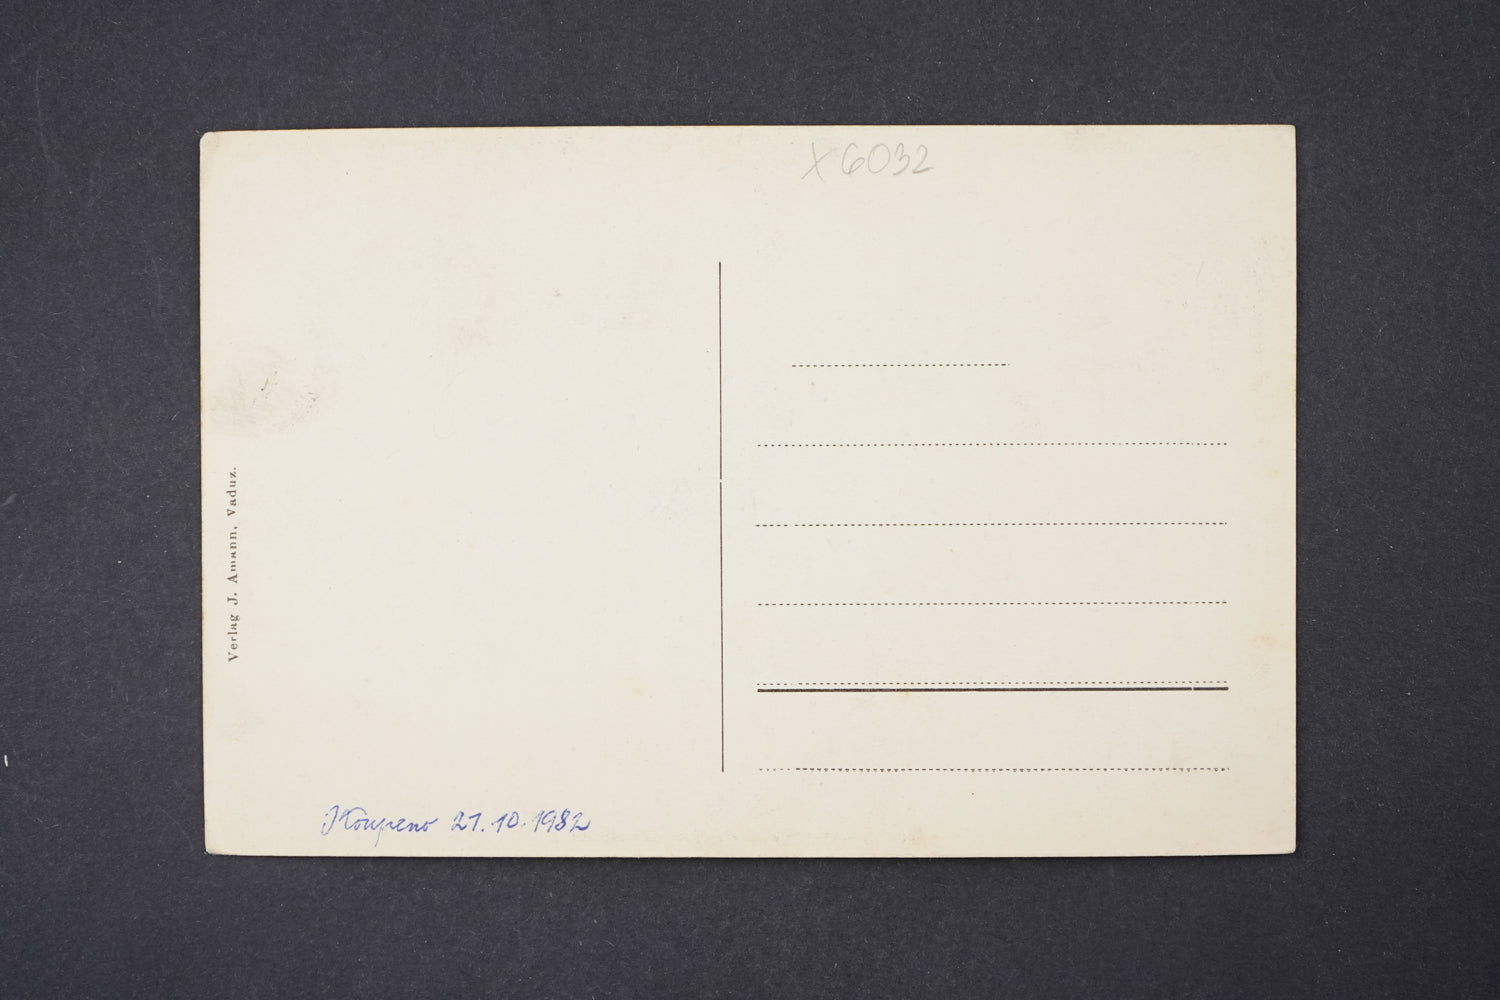 X6032
Verlag J. Amann, Vaduz.
Koupeno 21.10.1982